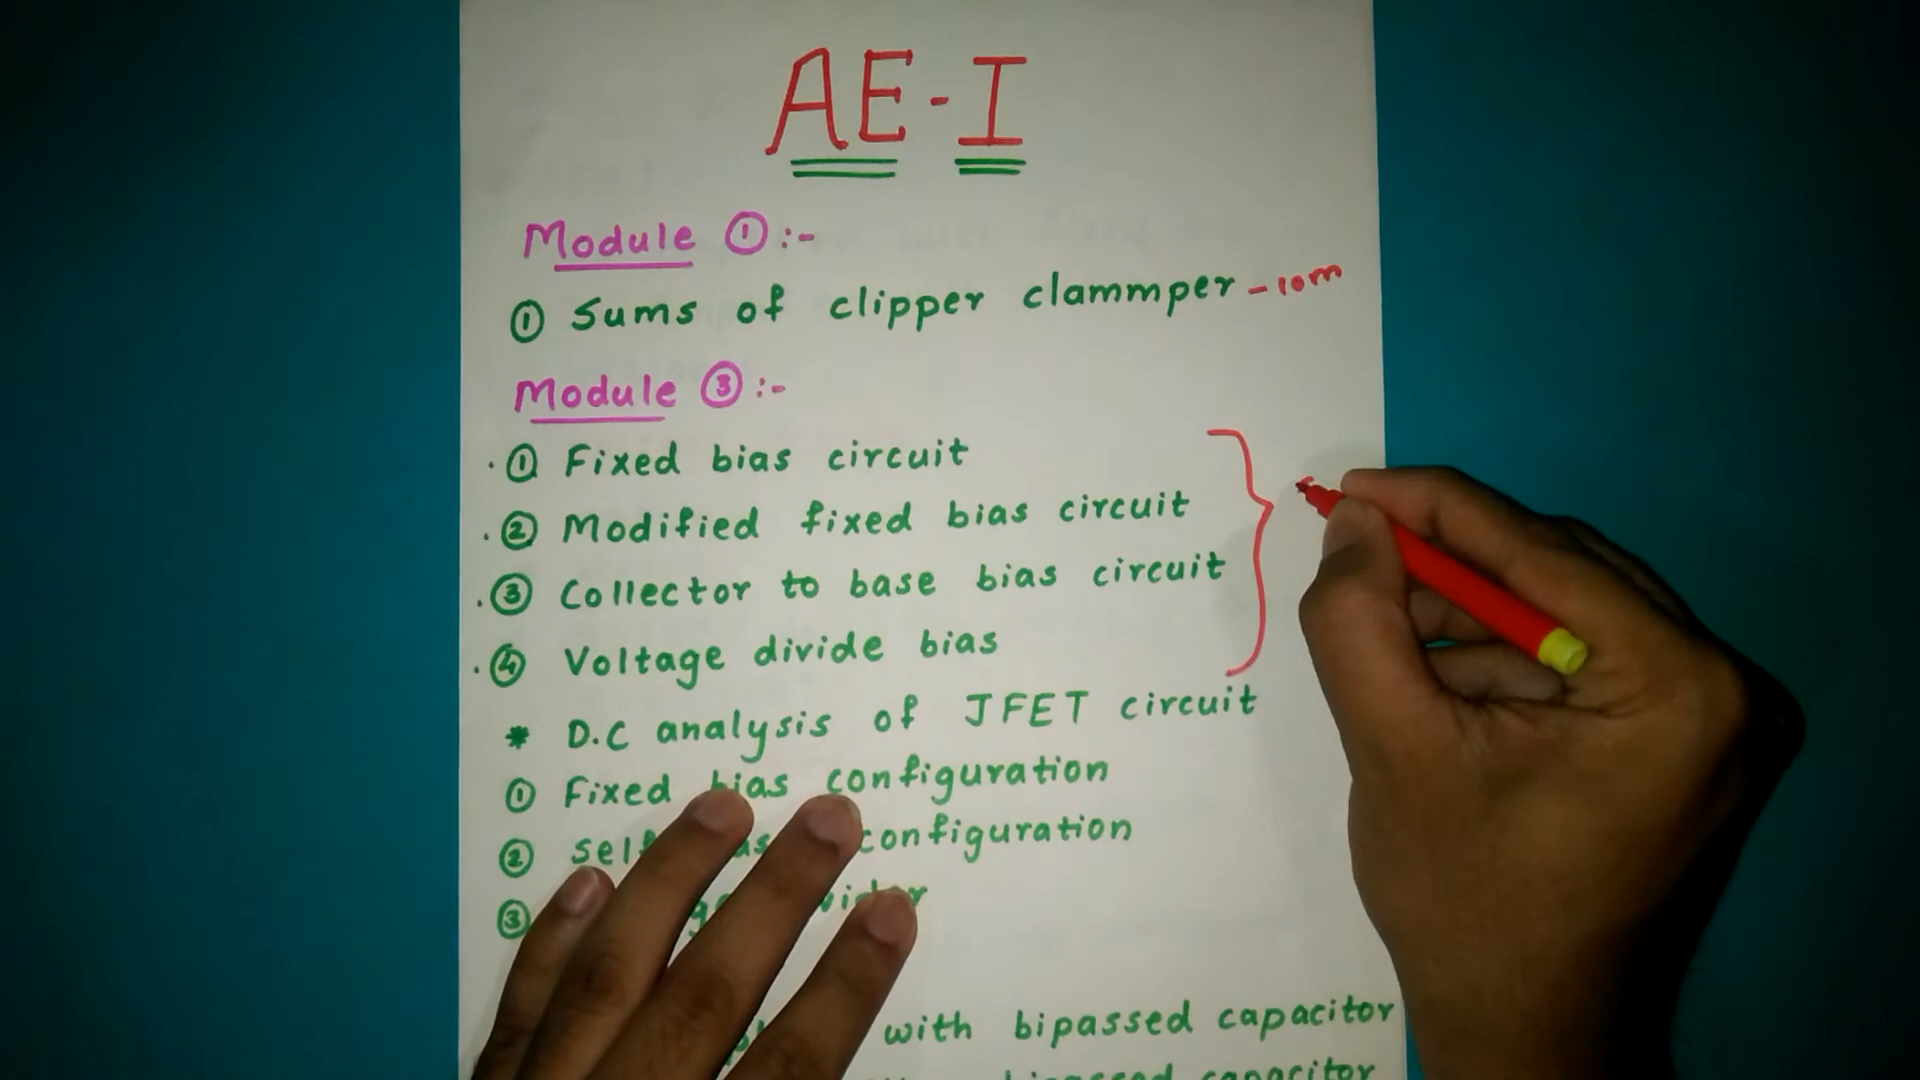 AE-I
Module ① :-
① Sums of clipper clammper - 10m
Module ③ :-
① Fixed bias circuit
② Modified fixed bias circuit
③ Collector to base bias circuit
④ Voltage divide bias
* D.C analysis of JFET circuit
① Fixed bias configuration
② configuration
③
with bipassed capacitor
bipassed capacitor